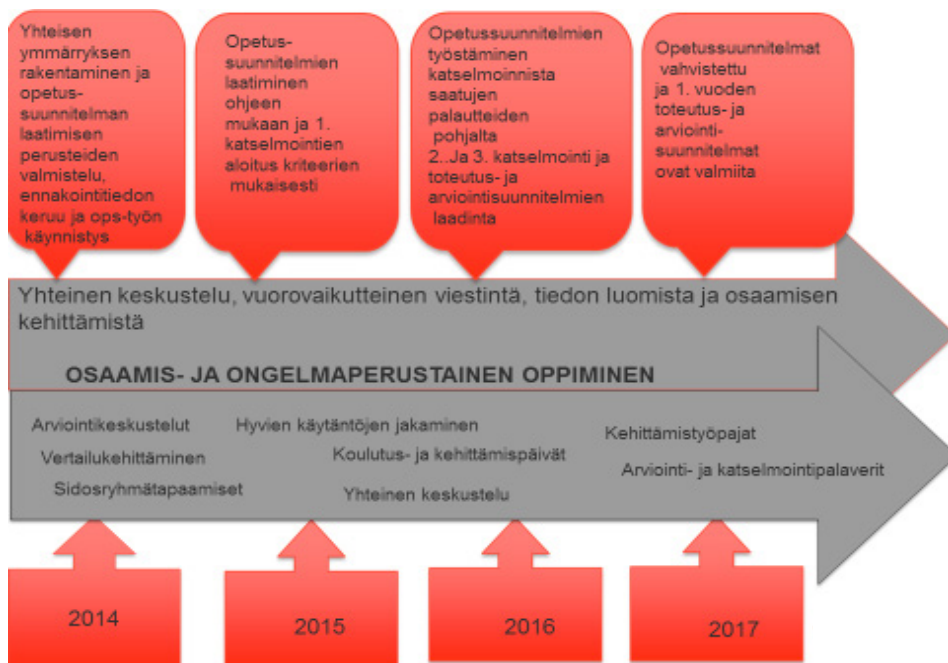 Yhteisen
ymmärryksen
rakentaminen ja
opetus-
suunnitelman
laatimisen
perusteiden
valmistelu,
ennakointitiedon
keruu ja ops-työn
käynnistys
Opetus-
suunnitelmien
laatiminen
ohjeen
mukaan ja 1.
katselmointien
aloitus kriteerien
mukaisesti
Opetussuunnitelmien
työstäminen
katselmoinnista
saatujen
palautteiden
pohjalta
2..Ja 3. katselmointi ja
toteutus- ja
arviointisuunnitelmien
laadinta
Opetussuunnitelmat
vahvistettu
ja 1. vuoden
toteutus- ja
arviointi-
suunnitelmat
ovat valmiita
Yhteinen keskustelu, vuorovaikutteinen viestintä, tiedon luomista ja osaamisen
kehittämistä
OSAAMIS- JA ONGELMAPERUSTAINEN OPPIMINEN
Arviointikeskustelut
Vertailukehittäminen
Sidosryhmätapaamiset
Hyvien käytäntöjen jakaminen
Koulutus- ja kehittämispäivät
Yhteinen keskustelu
Kehittämistyöpajat
Arviointi- ja katselmointipalaverit
2014
2015
2016
2017